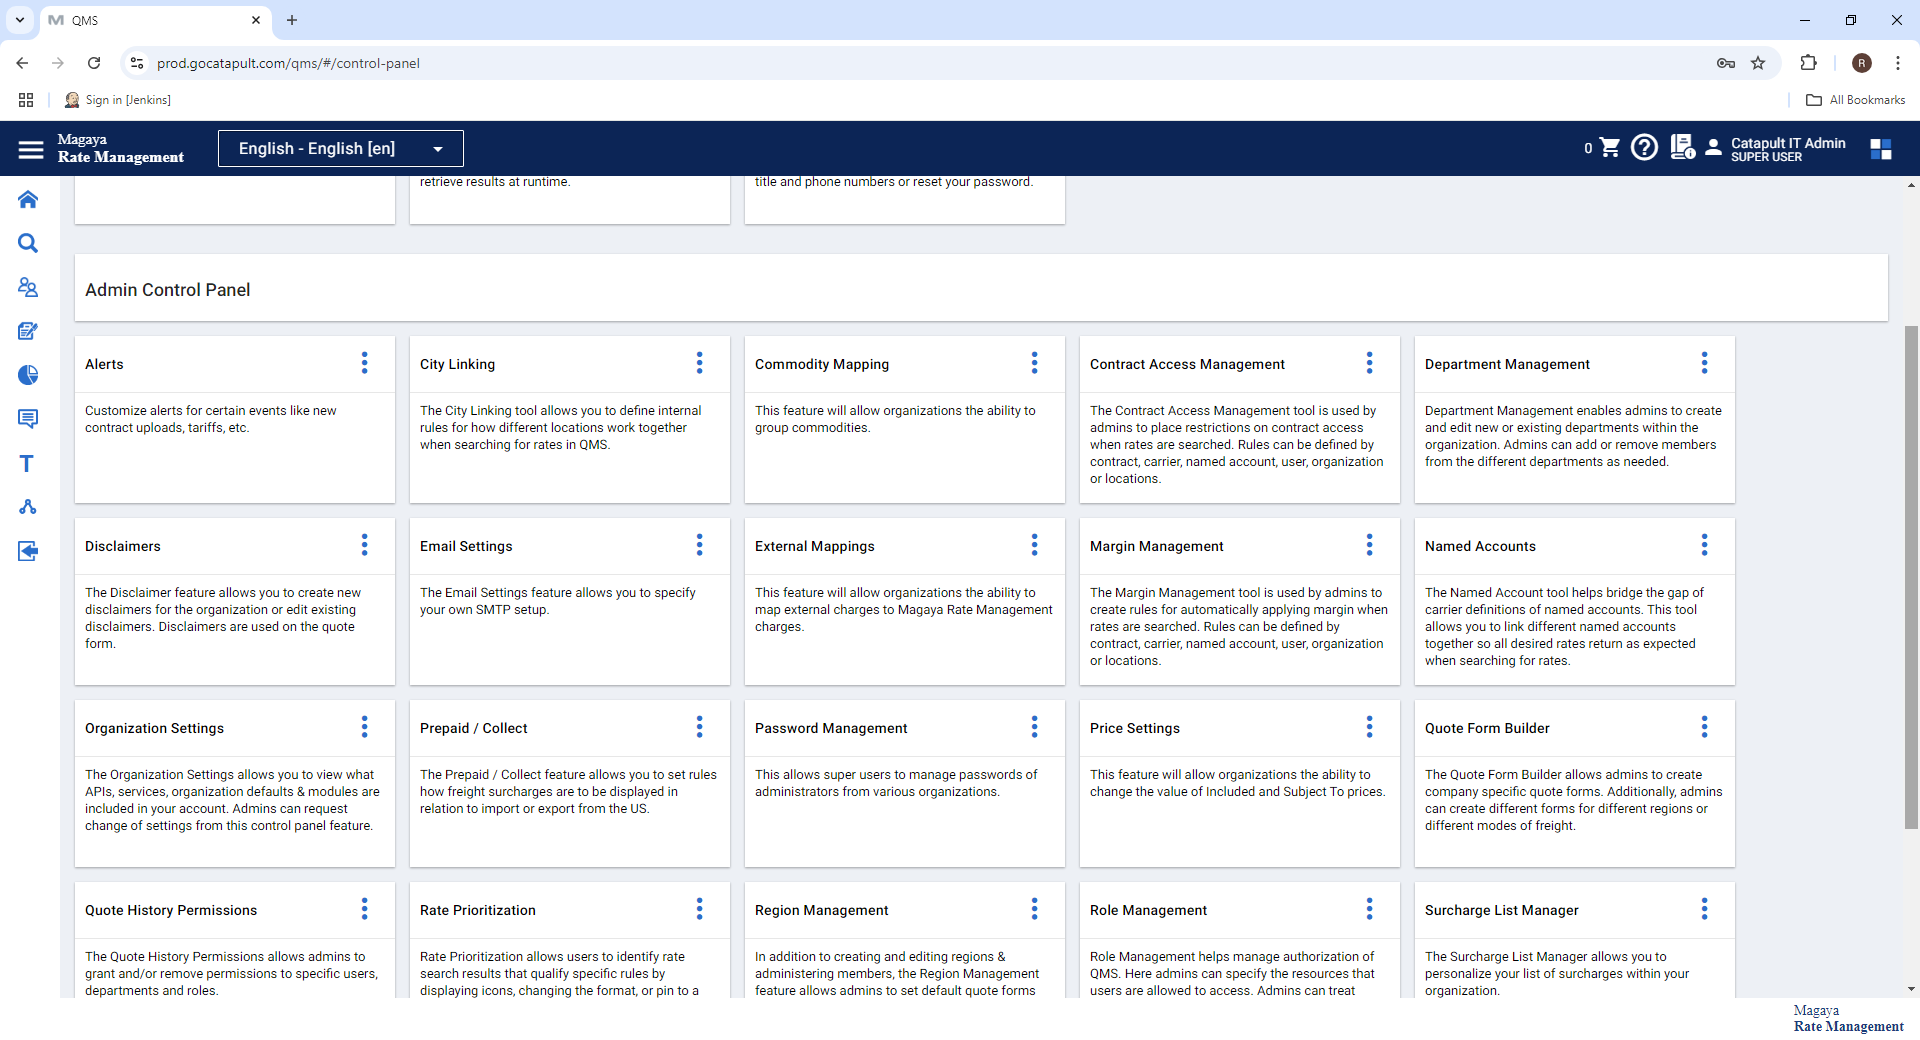 QMS
prod.gocatapult.com/qms/#/control-panel
R
Sign in [Jenkins]
All Bookmarks
Magaya
Rate Management
English - English [en]
0
Catapult IT Admin
SUPER USER
retrieve results at runtime.
title and phone numbers or reset your password.
Admin Control Panel
Alerts
Customize alerts for certain events like new
contract uploads, tariffs, etc.
City Linking
The City Linking tool allows you to define internal
rules for how different locations work together
when searching for rates in QMS.
Commodity Mapping
This feature will allow organizations the ability to
group commodities.
Contract Access Management
The Contract Access Management tool is used by
admins to place restrictions on contract access
when rates are searched. Rules can be defined by
contract, carrier, named account, user, organization
or locations.
Department Management
Department Management enables admins to create
and edit new or existing departments within the
organization. Admins can add or remove members
from the different departments as needed.
Disclaimers
The Disclaimer feature allows you to create new
disclaimers for the organization or edit existing
disclaimers. Disclaimers are used on the quote
form.
Email Settings
The Email Settings feature allows you to specify
your own SMTP setup.
External Mappings
This feature will allow organizations the ability to
map external charges to Magaya Rate Management
charges.
Margin Management
The Margin Management tool is used by admins to
create rules for automatically applying margin when
rates are searched. Rules can be defined by
contract, carrier, named account, user, organization
or locations.
Named Accounts
The Named Account tool helps bridge the gap of
carrier definitions of named accounts. This tool
allows you to link different named accounts
together so all desired rates return as expected
when searching for rates.
Organization Settings
The Organization Settings allows you to view what
APIs, services, organization defaults & modules are
included in your account. Admins can request
change of settings from this control panel feature.
Prepaid / Collect
The Prepaid / Collect feature allows you to set rules
how freight surcharges are to be displayed in
relation to import or export from the US.
Password Management
This allows super users to manage passwords of
administrators from various organizations.
Price Settings
This feature will allow organizations the ability to
change the value of Included and Subject To prices.
Quote Form Builder
The Quote Form Builder allows admins to create
company specific quote forms. Additionally, admins
can create different forms for different regions or
different modes of freight.
Quote History Permissions
The Quote History Permissions allows admins to
grant and/or remove permissions to specific users,
departments and roles.
Rate Prioritization
Rate Prioritization allows users to identify rate
search results that qualify specific rules by
displaying icons, changing the format, or pin to a
Region Management
In addition to creating and editing regions &
administering members, the Region Management
feature allows admins to set default quote forms
Role Management
Role Management helps manage authorization of
QMS. Here admins can specify the resources that
users are allowed to access. Admins can treat
Surcharge List Manager
The Surcharge List Manager allows you to
personalize your list of surcharges within your
organization.
Magaya
Rate Management